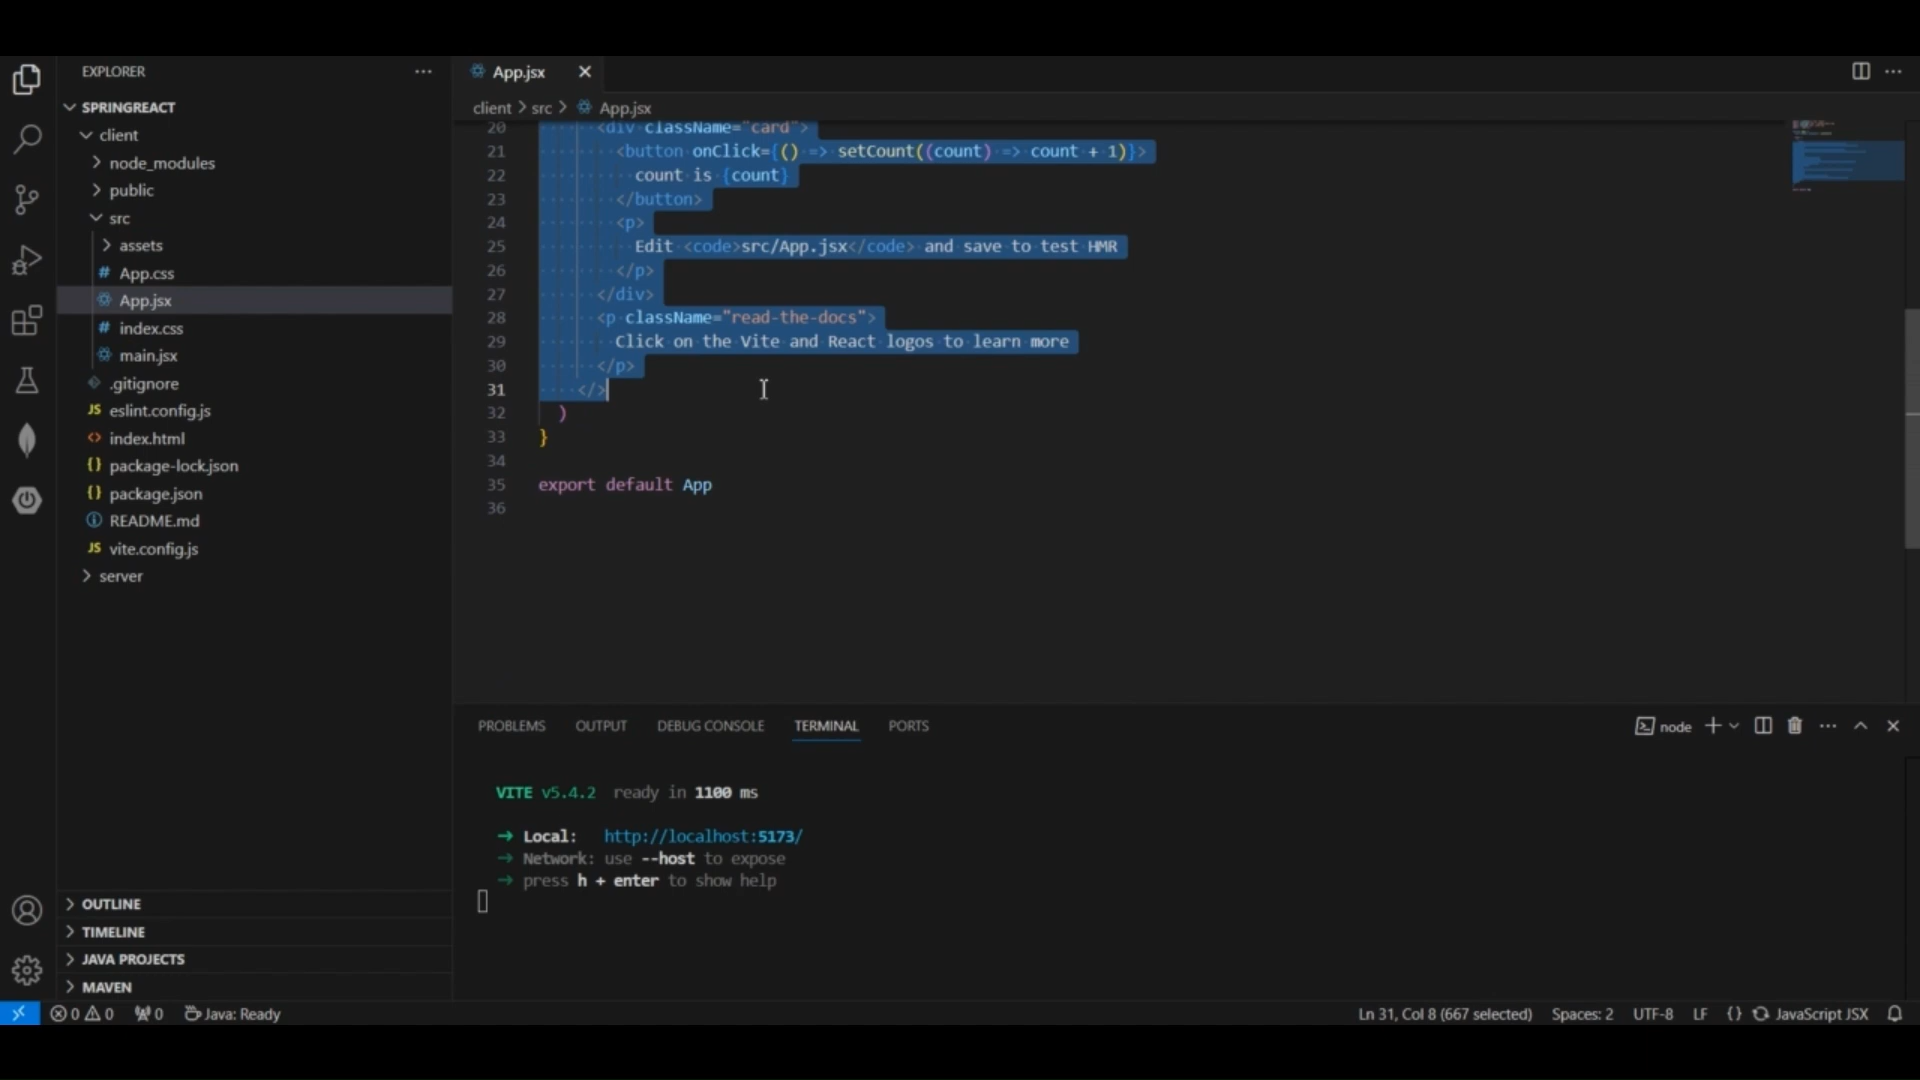 EXPLORER
SPRINGREACT
client
node_modules
public
src
assets
# App.css
App.jsx
# index.css
main.jsx
.gitignore
JS eslint.config.js
<> index.html
{} package-lock.json
{} package.json
README.md
JS vite.config.js
server
OUTLINE
TIMELINE
JAVA PROJECTS
MAVEN
App.jsx
client > src > App.jsx
20 <div className="card">
21 <button onClick={() => setCount((count) => count + 1)}>
22 count is {count}
23 </button>
24 <p>
25 Edit <code>src/App.jsx</code> and save to test HMR
26 </p>
27 </div>
28 <p className="read-the-docs">
29 Click on the Vite and React logos to learn more
30 </p>
31 </>
32 )
33 }
34
35 export default App
36
PROBLEMS OUTPUT DEBUG CONSOLE TERMINAL PORTS
node
VITE v5.4.2 ready in 1100 ms
→ Local: http://localhost:5173/
→ Network: use --host to expose
→ press h + enter to show help
0 0 0 Java: Ready
Ln 31, Col 8 (667 selected) Spaces: 2 UTF-8 LF {} JavaScript JSX